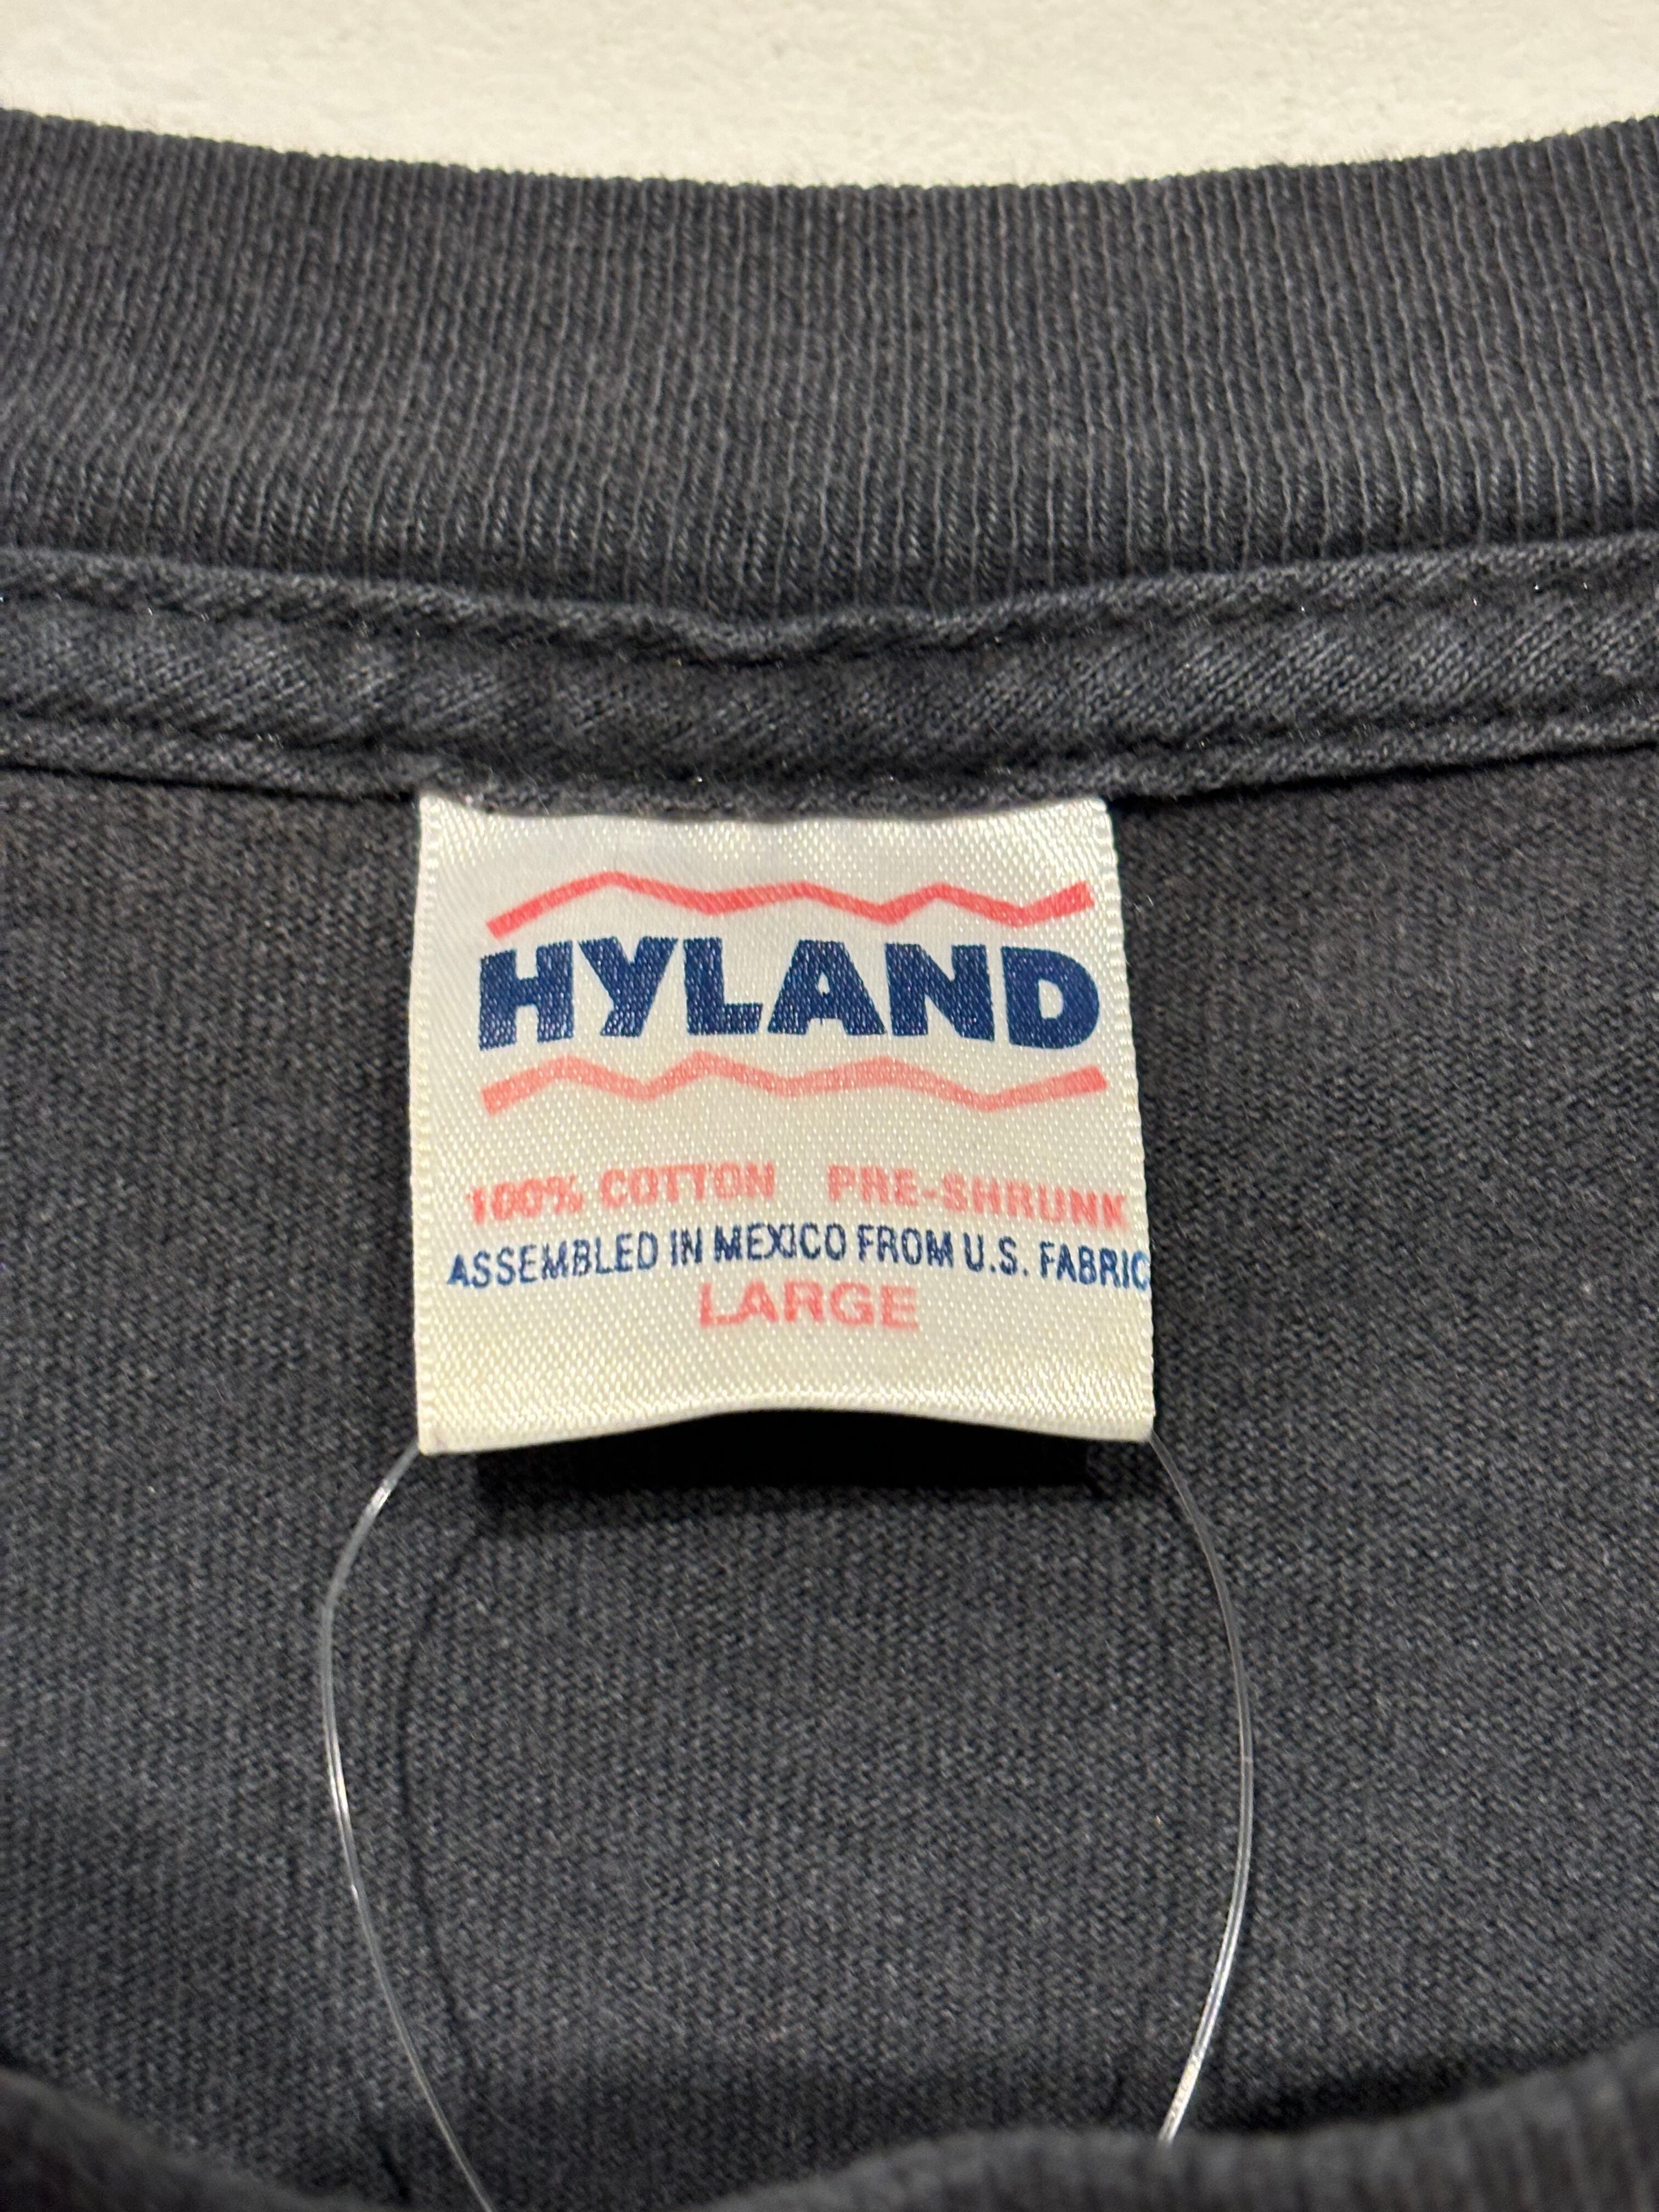 HYLAND
100% COTTON PRE-SHRUNK
ASSEMBLED IN MEXICO FROM U.S. FABRIC
LARGE